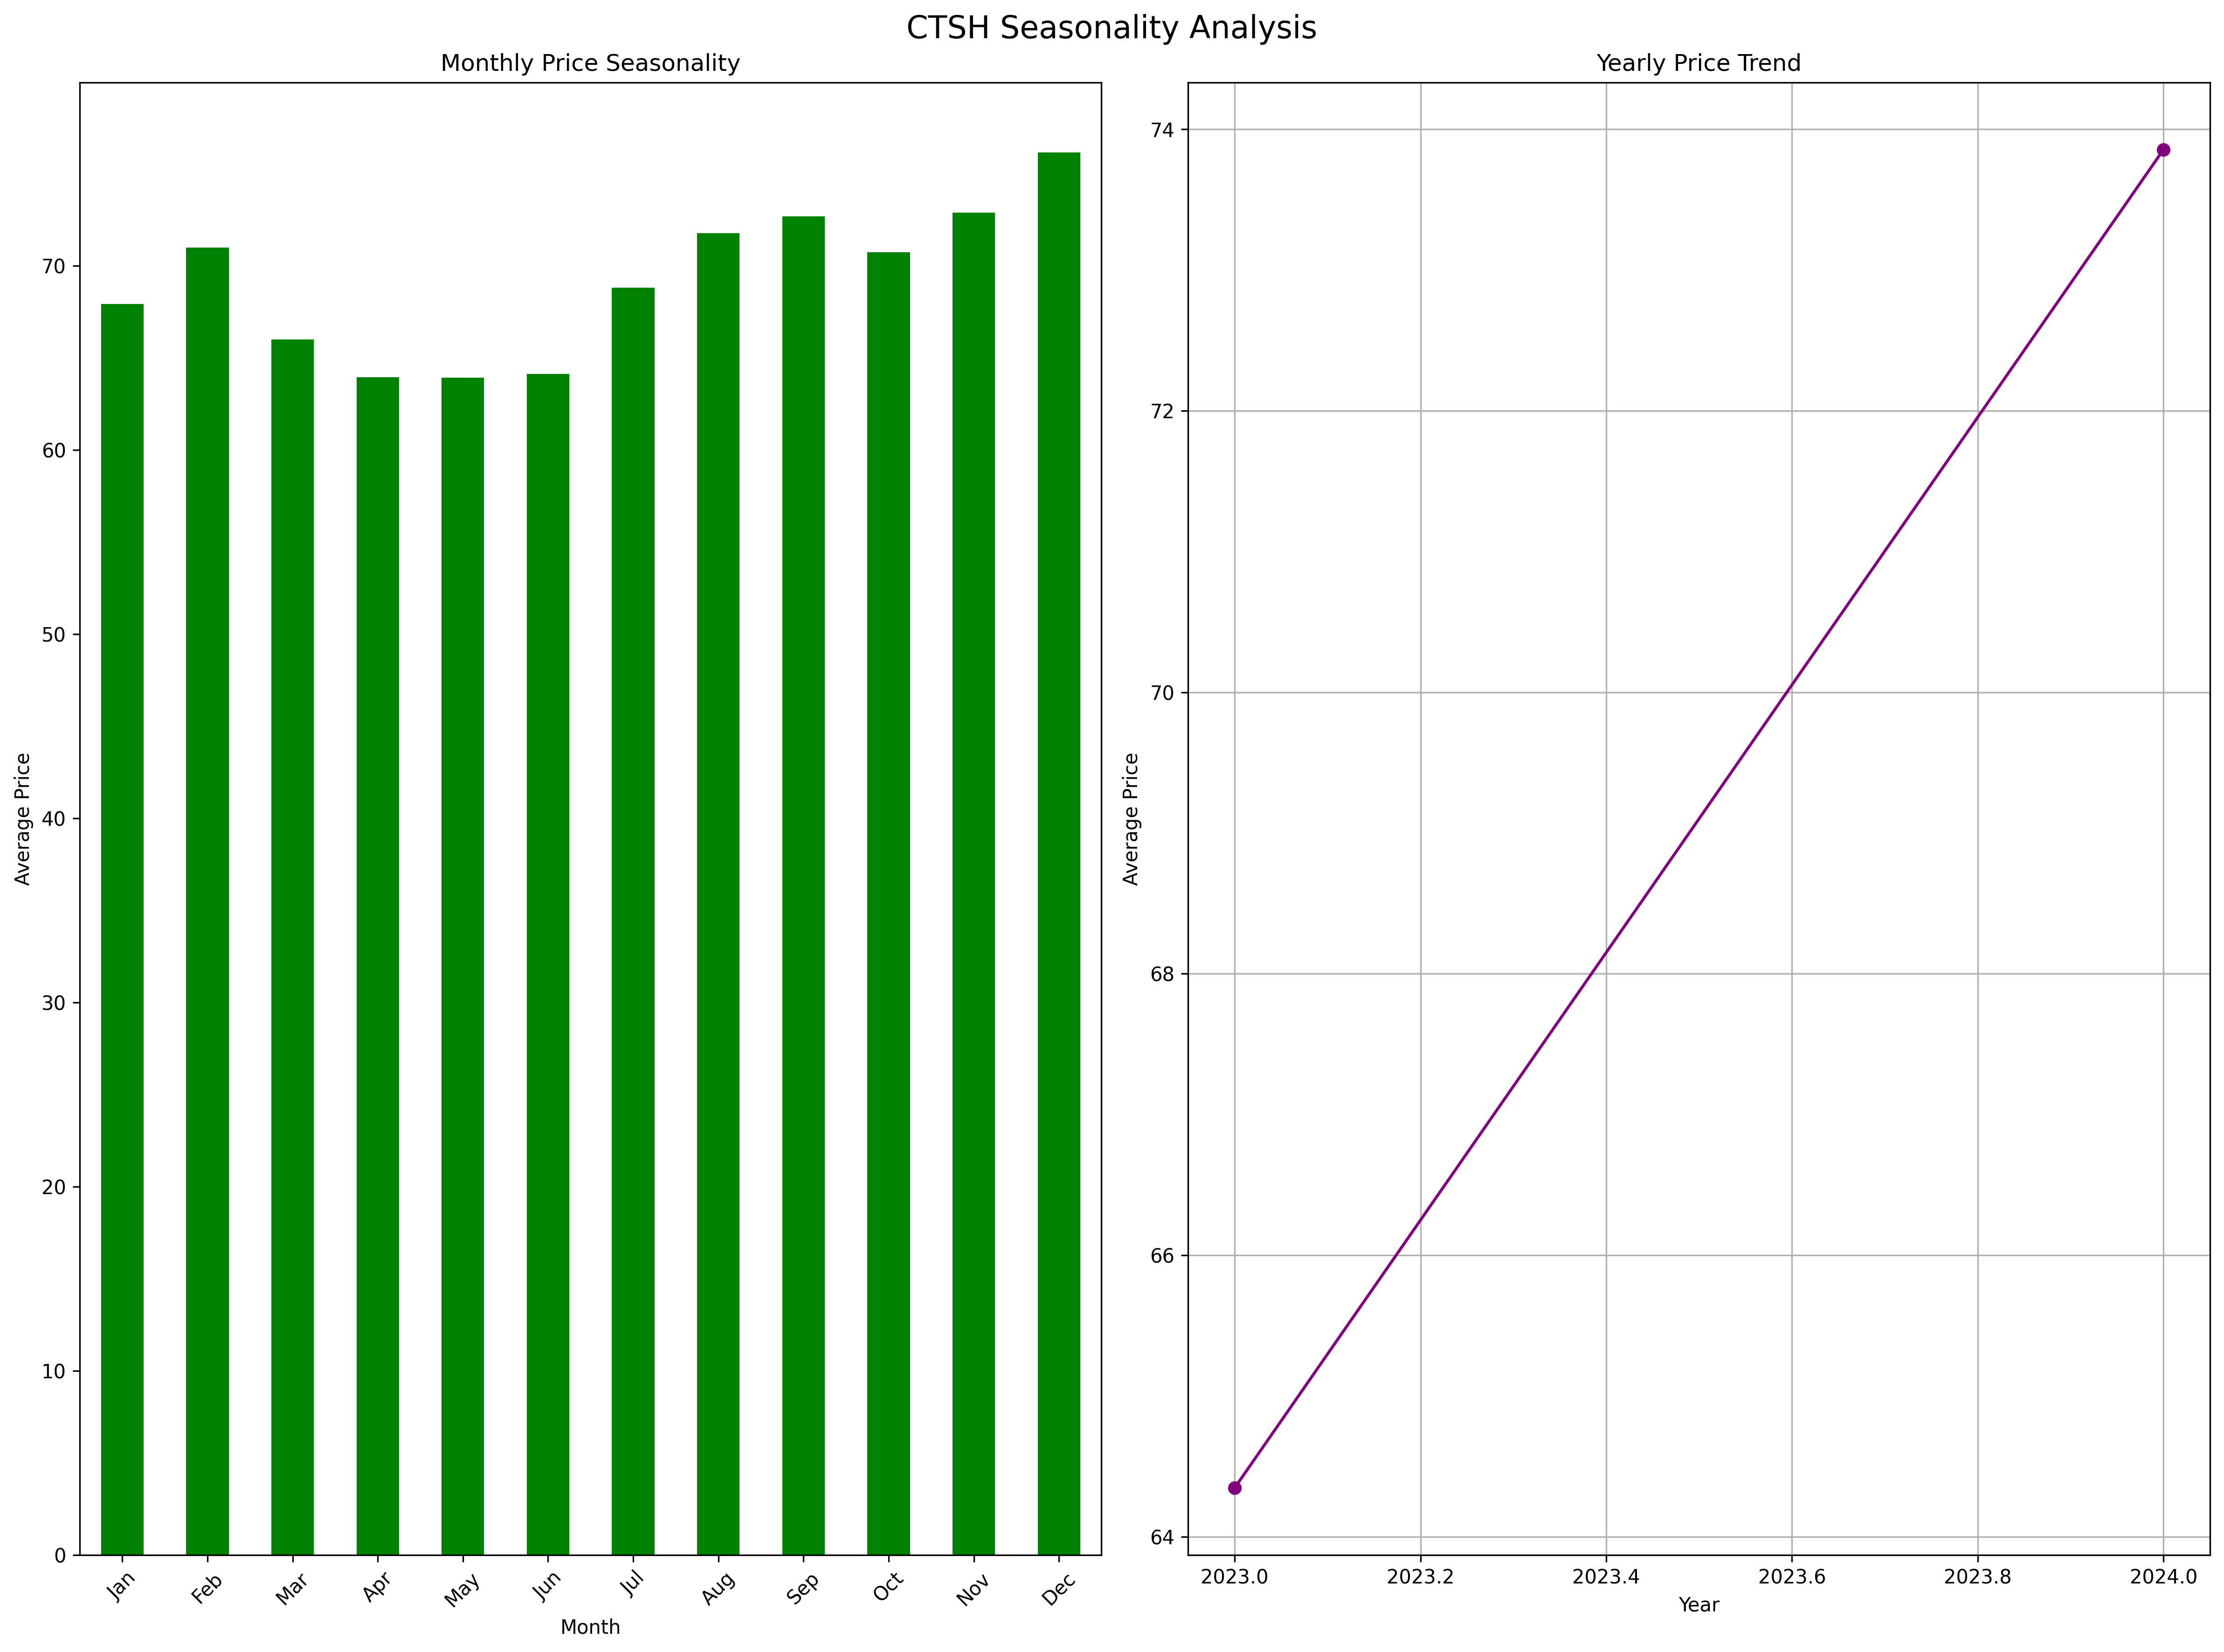 CTSH Seasonality Analysis
Monthly Price Seasonality
Average Price
70
60
50
40
30
20
10
0
Jan
Feb
Mar
Apr
May
Jun
Jul
Aug
Sep
Oct
Nov
Dec
Month
Yearly Price Trend
Average Price
74
72
70
68
66
64
2023.0
2023.2
2023.4
2023.6
2023.8
2024.0
Year